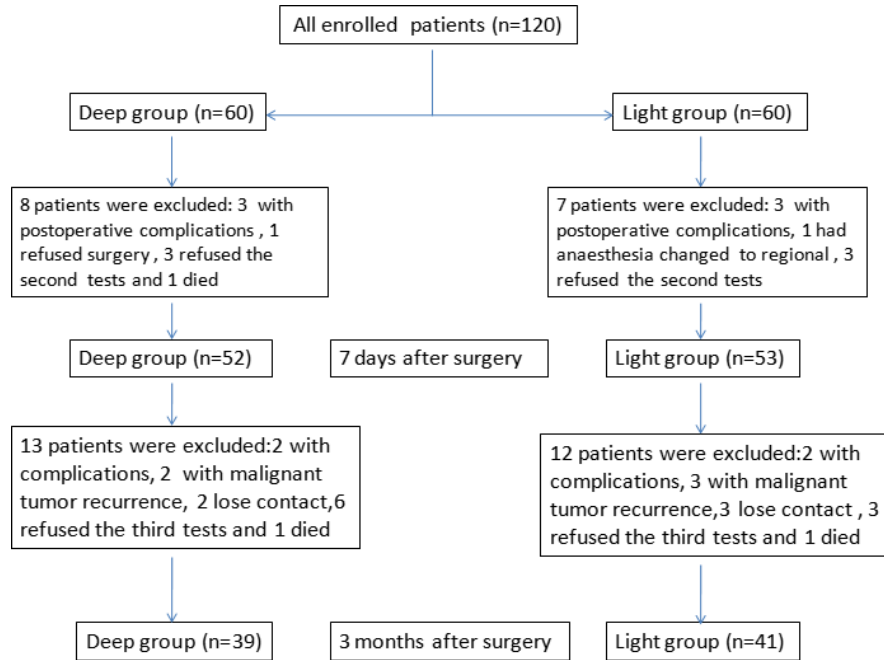 All enrolled patients (n=120)
Deep group (n=60)
Light group (n=60)
8 patients were excluded: 3 with
postoperative complications , 1
refused surgery , 3 refused the
second tests and 1 died
7 patients were excluded: 3 with
postoperative complications, 1 had
anaesthesia changed to regional , 3
refused the second tests
Deep group (n=52)
7 days after surgery
Light group (n=53)
13 patients were excluded:2 with
complications, 2 with malignant
tumor recurrence, 2 lose contact,6
refused the third tests and 1 died
12 patients were excluded:2 with
complications, 3 with malignant
tumor recurrence,3 lose contact , 3
refused the third tests and 1 died
Deep group (n=39)
3 months after surgery
Light group (n=41)